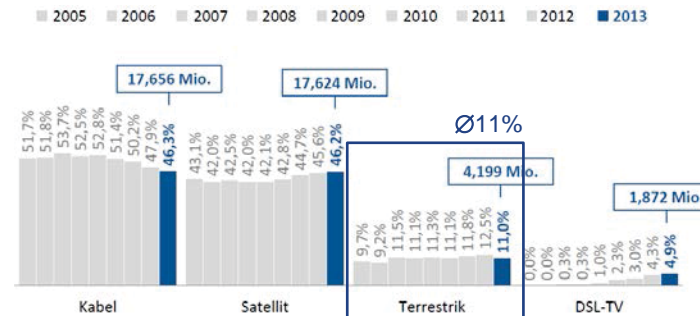 2005 2006 2007 2008 2009 2010 2011 2012 2013
17,656 Mio.
17,624 Mio.
Ø11%
4,199 Mio.
1,872 Mio
51,7% 51,8% 53,7% 52,5% 52,8% 51,4% 50,2% 47,9% 46,3%
43,1% 42,0% 42,5% 42,0% 42,1% 42,8% 44,7% 45,6% 46,2%
9,7% 9,2% 11,5% 11,1% 11,3% 11,1% 11,8% 12,5% 11,0%
0,0% 0,0% 0,3% 0,3% 1,0% 2,3% 3,0% 4,3% 4,9%
Kabel Satellit Terrestrik DSL-TV